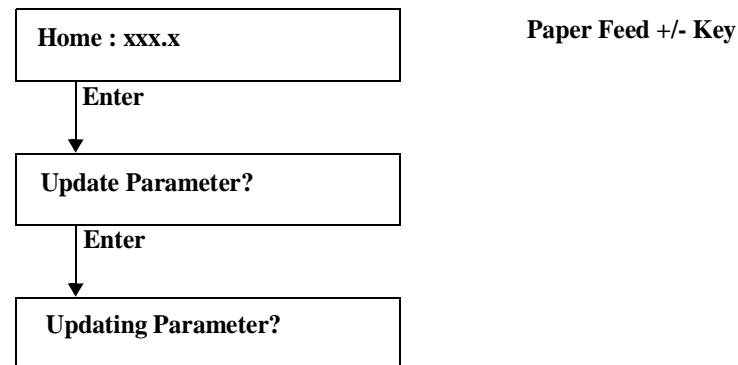 Home : xxx.x
Paper Feed +/- Key
Enter
Update Parameter?
Enter
Updating Parameter?